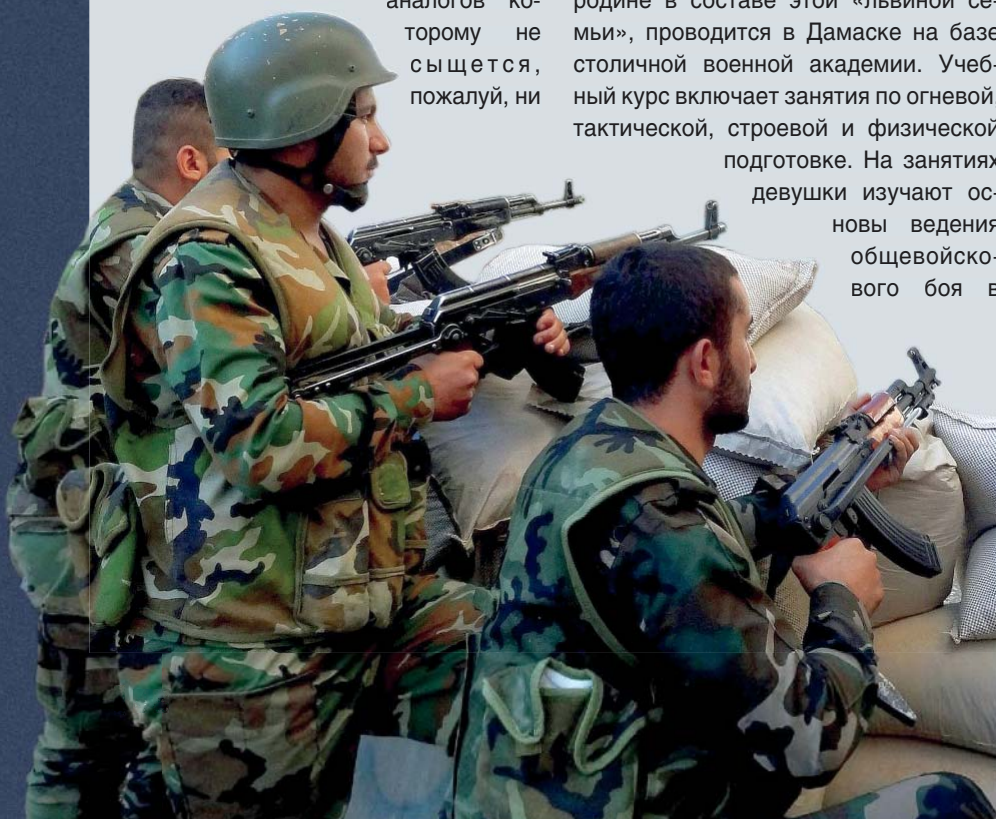 аналогов ко-
торому не
сыщется,
пожалуй, ни
родине в составе этой «львиной се-
мьи», проводится в Дамаске на базе
столичной военной академии. Учеб-
ный курс включает занятия по огневой
тактической, строевой и физической
подготовке. На занятиях
девушки изучают ос-
новы ведения
общевойско-
вого боя в